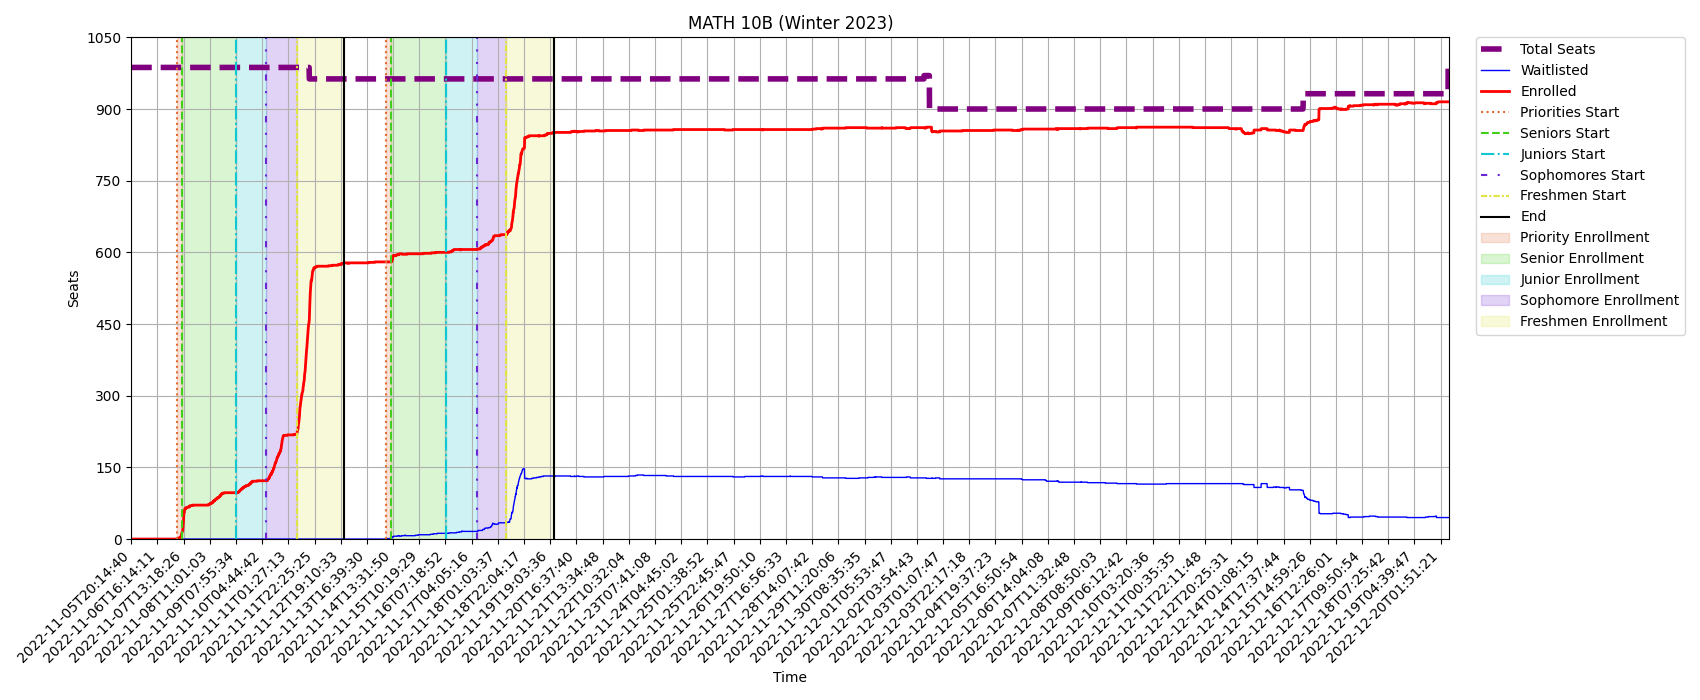 MATH 10B (Winter 2023)
1050
900
750
600
450
300
150
0
Seats
2022-11-05T20:14:40
2022-11-06T16:14:11
2022-11-07T13:18:26
2022-11-08T11:01:03
2022-11-09T07:55:34
2022-11-10T04:44:42
2022-11-11T01:27:13
2022-11-11T22:25:25
2022-11-12T19:10:33
2022-11-13T16:39:30
2022-11-14T13:31:50
2022-11-15T10:19:29
2022-11-16T07:18:52
2022-11-17T04:05:16
2022-11-18T01:03:37
2022-11-18T22:04:17
2022-11-19T19:03:36
2022-11-20T16:37:40
2022-11-21T13:34:48
2022-11-22T10:32:04
2022-11-23T07:41:08
2022-11-24T04:45:02
2022-11-25T01:38:52
2022-11-25T22:45:47
2022-11-26T19:50:10
2022-11-27T16:56:33
2022-11-28T14:07:42
2022-11-29T11:20:06
2022-11-30T08:35:35
2022-12-01T05:53:47
2022-12-02T03:54:43
2022-12-03T01:07:47
2022-12-03T22:17:18
2022-12-04T19:37:23
2022-12-05T16:50:54
2022-12-06T14:04:08
2022-12-07T11:32:48
2022-12-08T08:50:03
2022-12-09T06:12:42
2022-12-10T03:20:36
2022-12-11T00:35:35
2022-12-11T22:11:48
2022-12-12T20:25:31
2022-12-14T01:08:15
2022-12-14T17:37:44
2022-12-15T14:59:26
2022-12-16T12:26:01
2022-12-17T09:50:54
2022-12-18T07:25:42
2022-12-19T04:39:47
2022-12-20T01:51:21
Time
Total Seats
Waitlisted
Enrolled
Priorities Start
Seniors Start
Juniors Start
Sophomores Start
Freshmen Start
End
Priority Enrollment
Senior Enrollment
Junior Enrollment
Sophomore Enrollment
Freshmen Enrollment